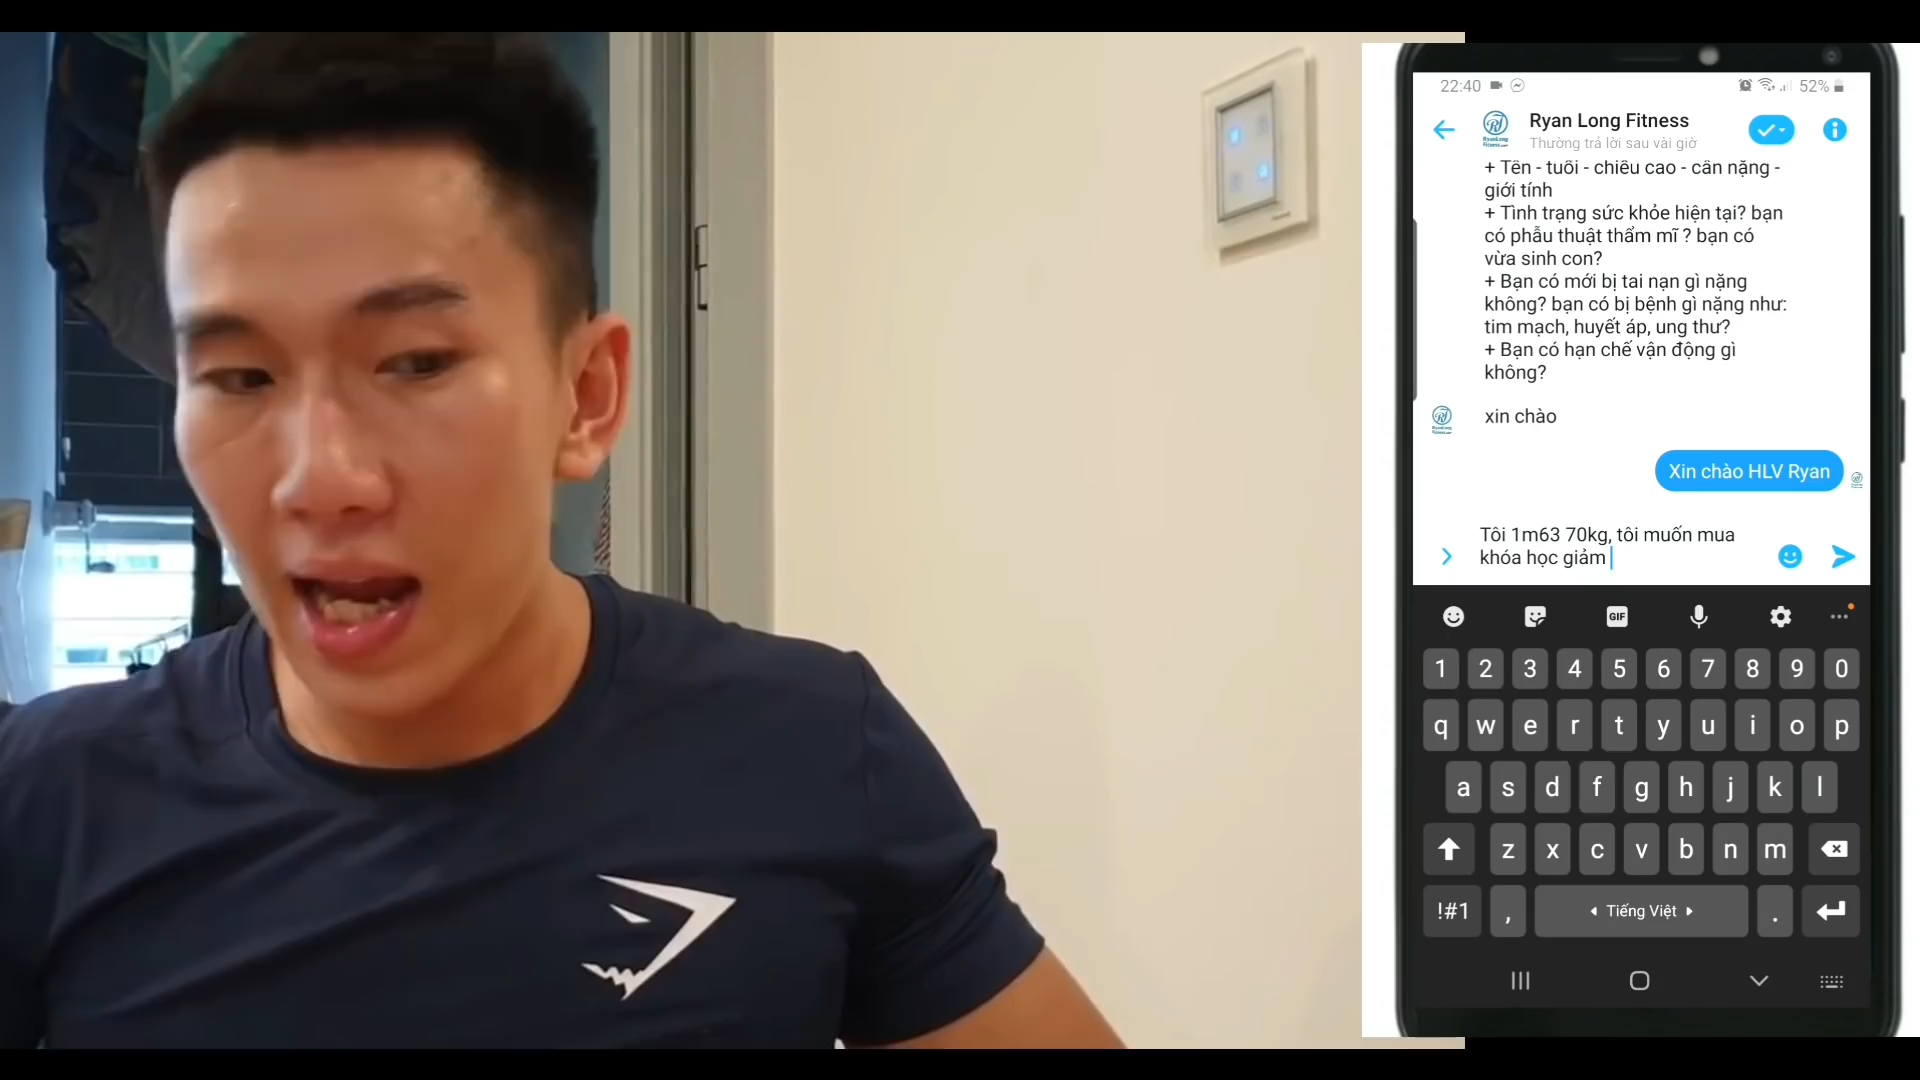 22:40
52%
Ryan Long Fitness
Thường trả lời sau vài giờ
+ Tên - tuổi - chiều cao - cân nặng -
giới tính
+ Tình trạng sức khỏe hiện tại? bạn
có phẫu thuật thẩm mĩ ? bạn có
vừa sinh con?
+ Bạn có mới bị tai nạn gì nặng
không? bạn có bị bệnh gì nặng như:
tim mạch, huyết áp, ung thư?
+ Bạn có hạn chế vận động gì
không?
xin chào
Xin chào HLV Ryan
Tôi 1m63 70kg, tôi muốn mua
khóa học giảm
GIF
1 2 3 4 5 6 7 8 9 0
q w e r t y u i o p
a s d f g h j k l
z x c v b n m
!#1 , Tiếng Việt .